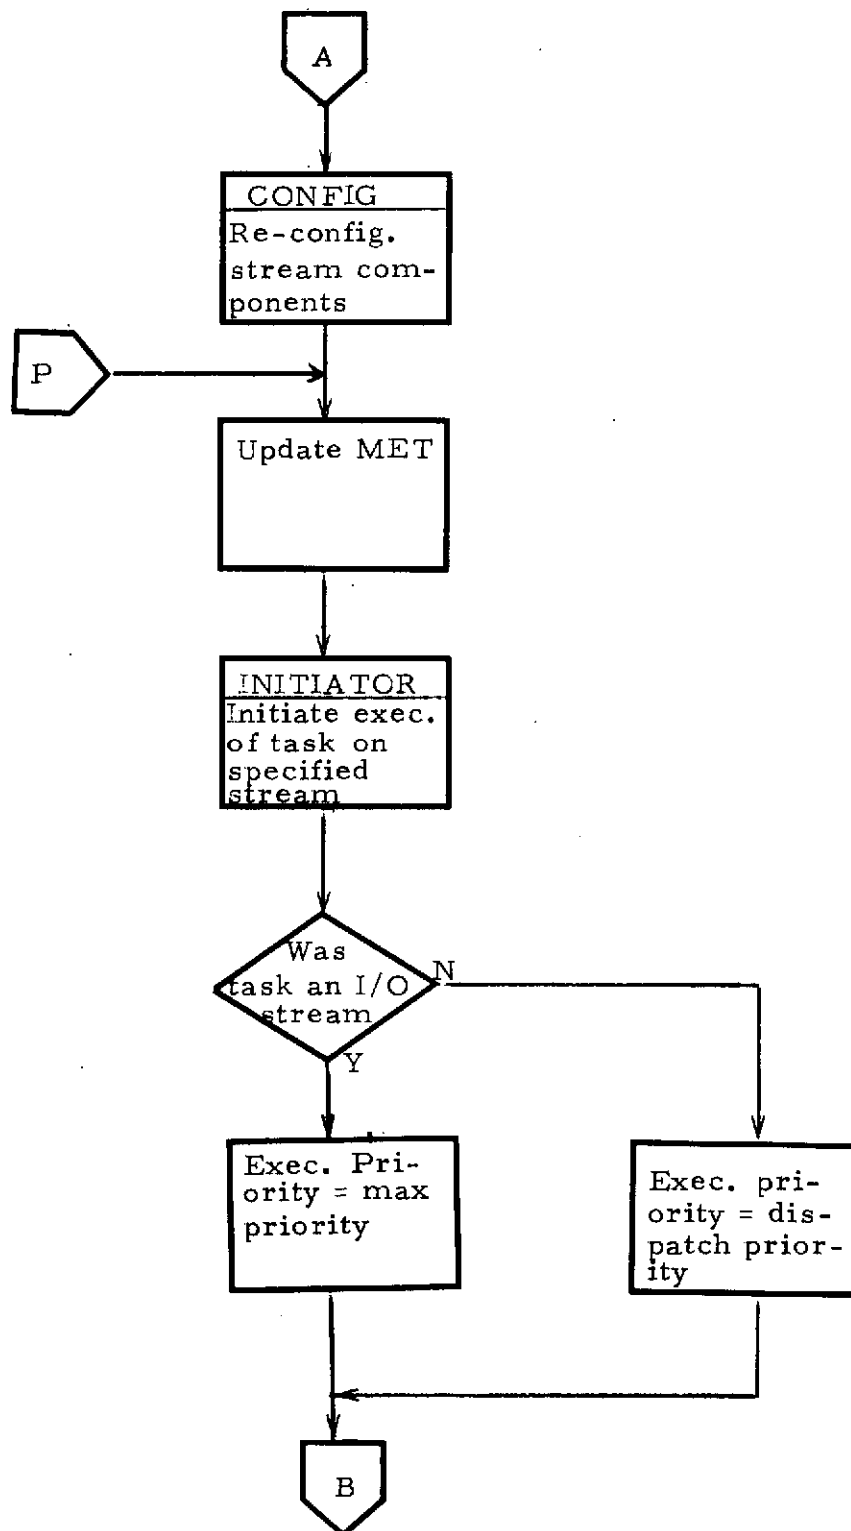 A
CONFIG
Re-config.
stream com-
ponents
P
Update MET
INITIATOR
Initiate exec.
of task on
specified
stream
Was
task an I/O
stream
N
Y
Exec. Pri-
ority = max
priority
Exec. pri-
ority = dis-
patch prior-
ity
B